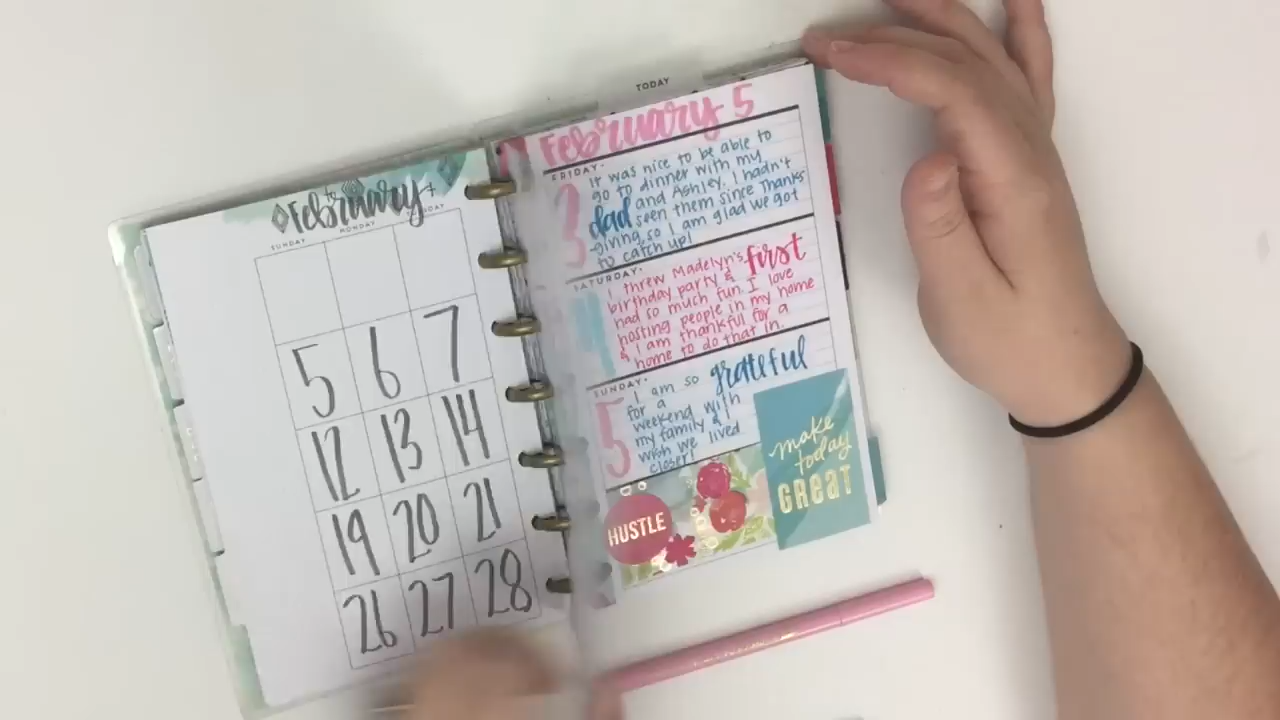 February
SUNDAY MONDAY
5 6 7
12 13 14
19 20 21
26 27 28
TODAY
February 5
FRIDAY.
3
It was nice to be able to
go to dinner with my
dad and Ashley. I hadn't
seen them since Thanks
-giving, so I am glad we got
to catch up!
SATURDAY.
I threw Madelyn's first
birthday party &
had so much fun. I love
hosting people in my home
& I am thankful for a
home to do that in.
SUNDAY.
5
I am so grateful
for a
weekend with
my family & I
wish we lived
closer!
HUSTLE
make
today
GREAT